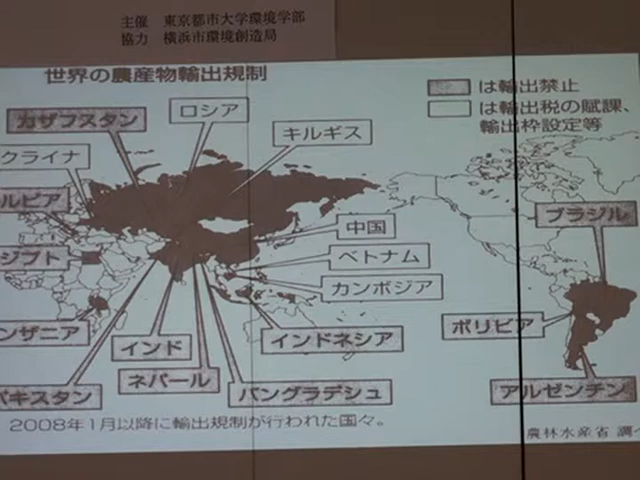 主催　東京都市大学環境学部
協力　横浜市環境創造局
世界の農産物輸出規制
は輸出禁止
は輸出税の賦課、
輸出枠設定等
カザフスタン
ロシア
キルギス
クライナ
ルビア
ブラジル
中国
ジプト
ベトナム
カンボジア
ンザニア
インド
インドネシア
ボリビア
ネパール
パキスタン
バングラデシュ
アルゼンチン
2008年1月以降に輸出規制が行われた国々。
農林水産省 調べ